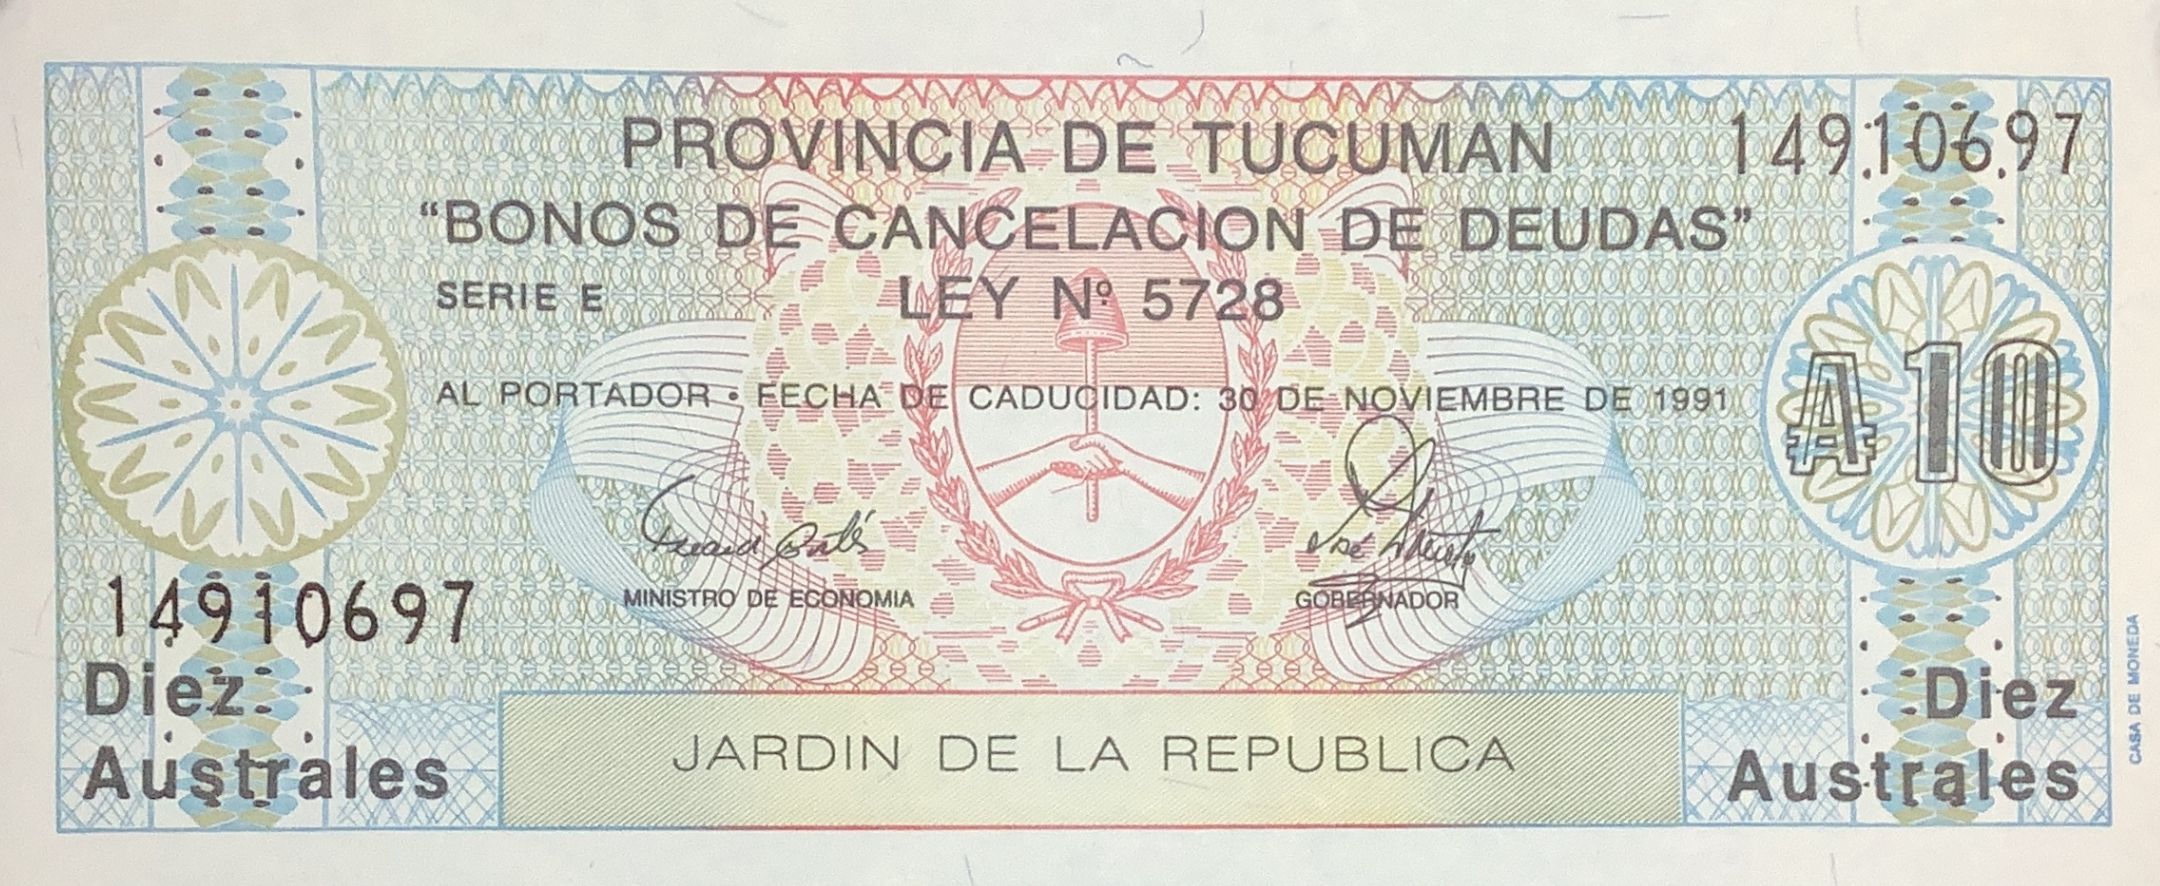 PROVINCIA DE TUCUMAN
14910697
“BONOS DE CANCELACION DE DEUDAS”
SERIE E
LEY Nº 5728
AL PORTADOR • FECHA DE CADUCIDAD: 30 DE NOVIEMBRE DE 1991
₳10
MINISTRO DE ECONOMIA
GOBERNADOR
14910697
Diez
Australes
JARDIN DE LA REPUBLICA
Diez
Australes
CASA DE MONEDA